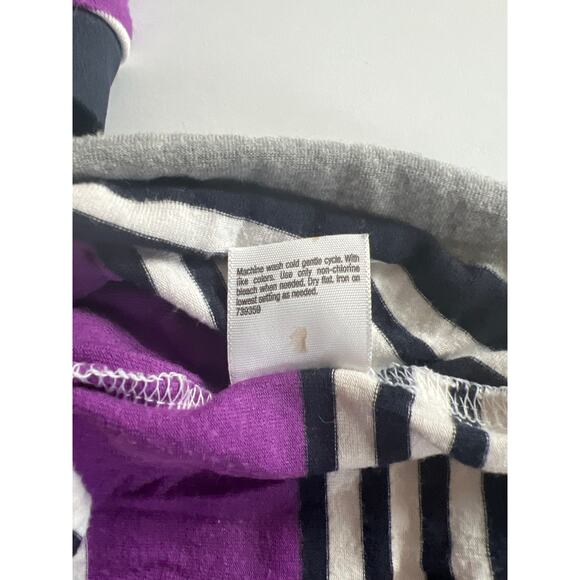 Machine wash cold gentle cycle. With
like colors. Use only non-chlorine
bleach when needed. Dry flat. Iron on
lowest setting as needed.
739359